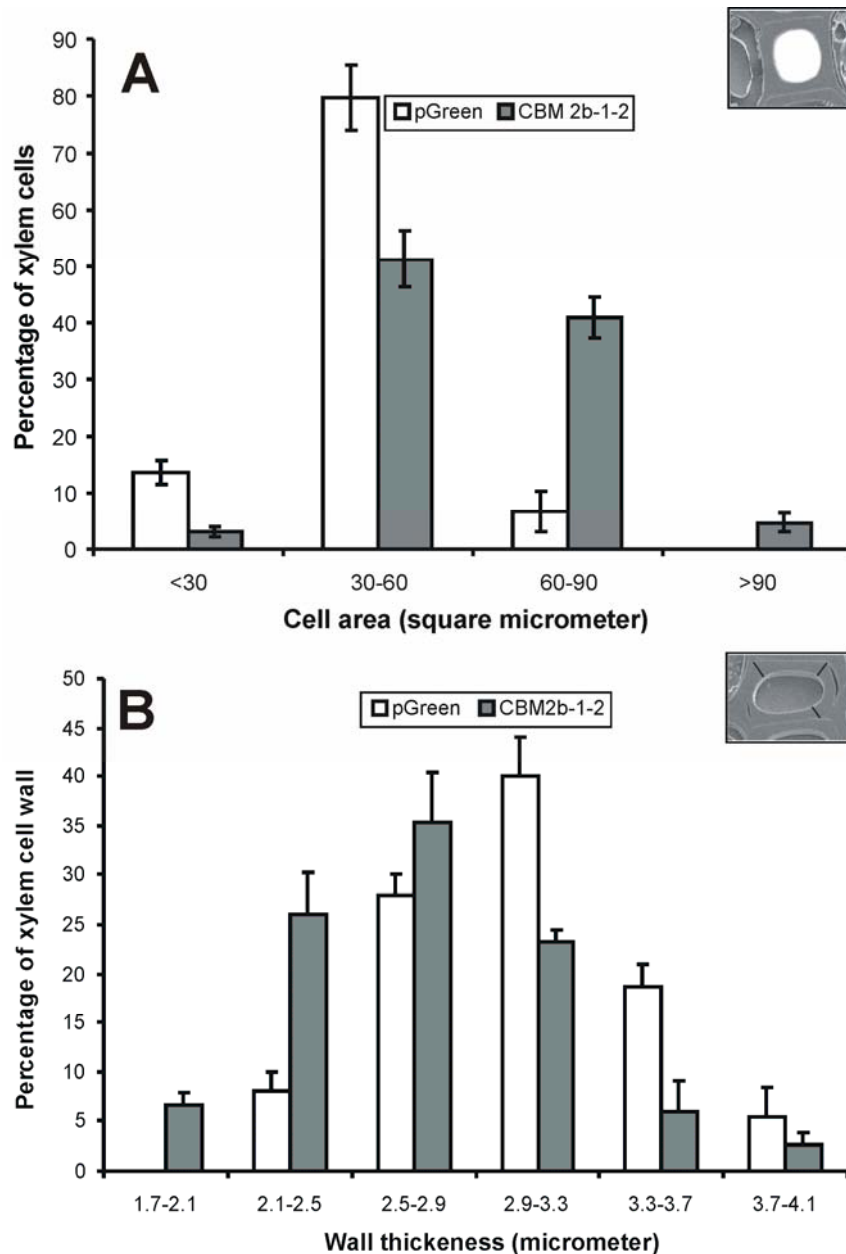 A
pGreen CBM 2b-1-2
Percentage of xylem cells
90
80
70
60
50
40
30
20
10
0
<30 30-60 60-90 >90
Cell area (square micrometer)
B
pGreen CBM2b-1-2
Percentage of xylem cell wall
50
45
40
35
30
25
20
15
10
5
0
1.7-2.1 2.1-2.5 2.5-2.9 2.9-3.3 3.3-3.7 3.7-4.1
Wall thickeness (micrometer)